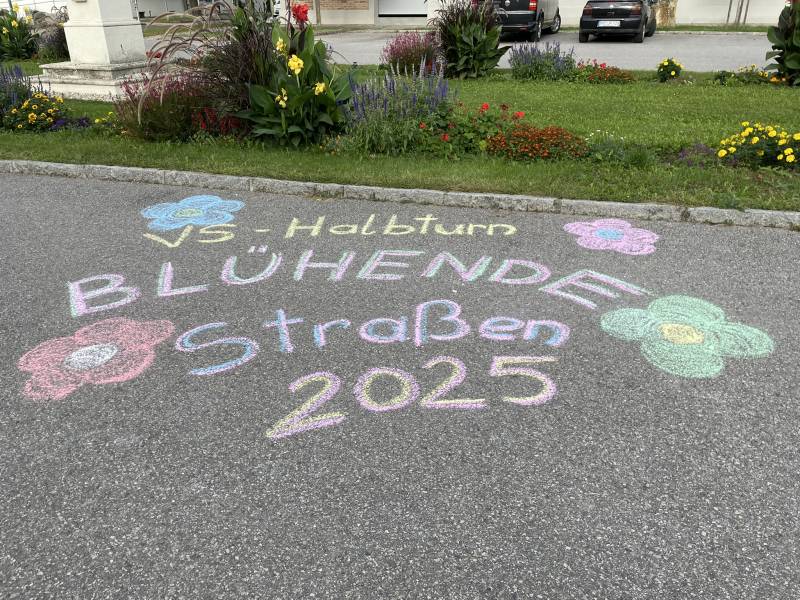 VS - Halbturn
BLÜHENDE
Straßen
2025